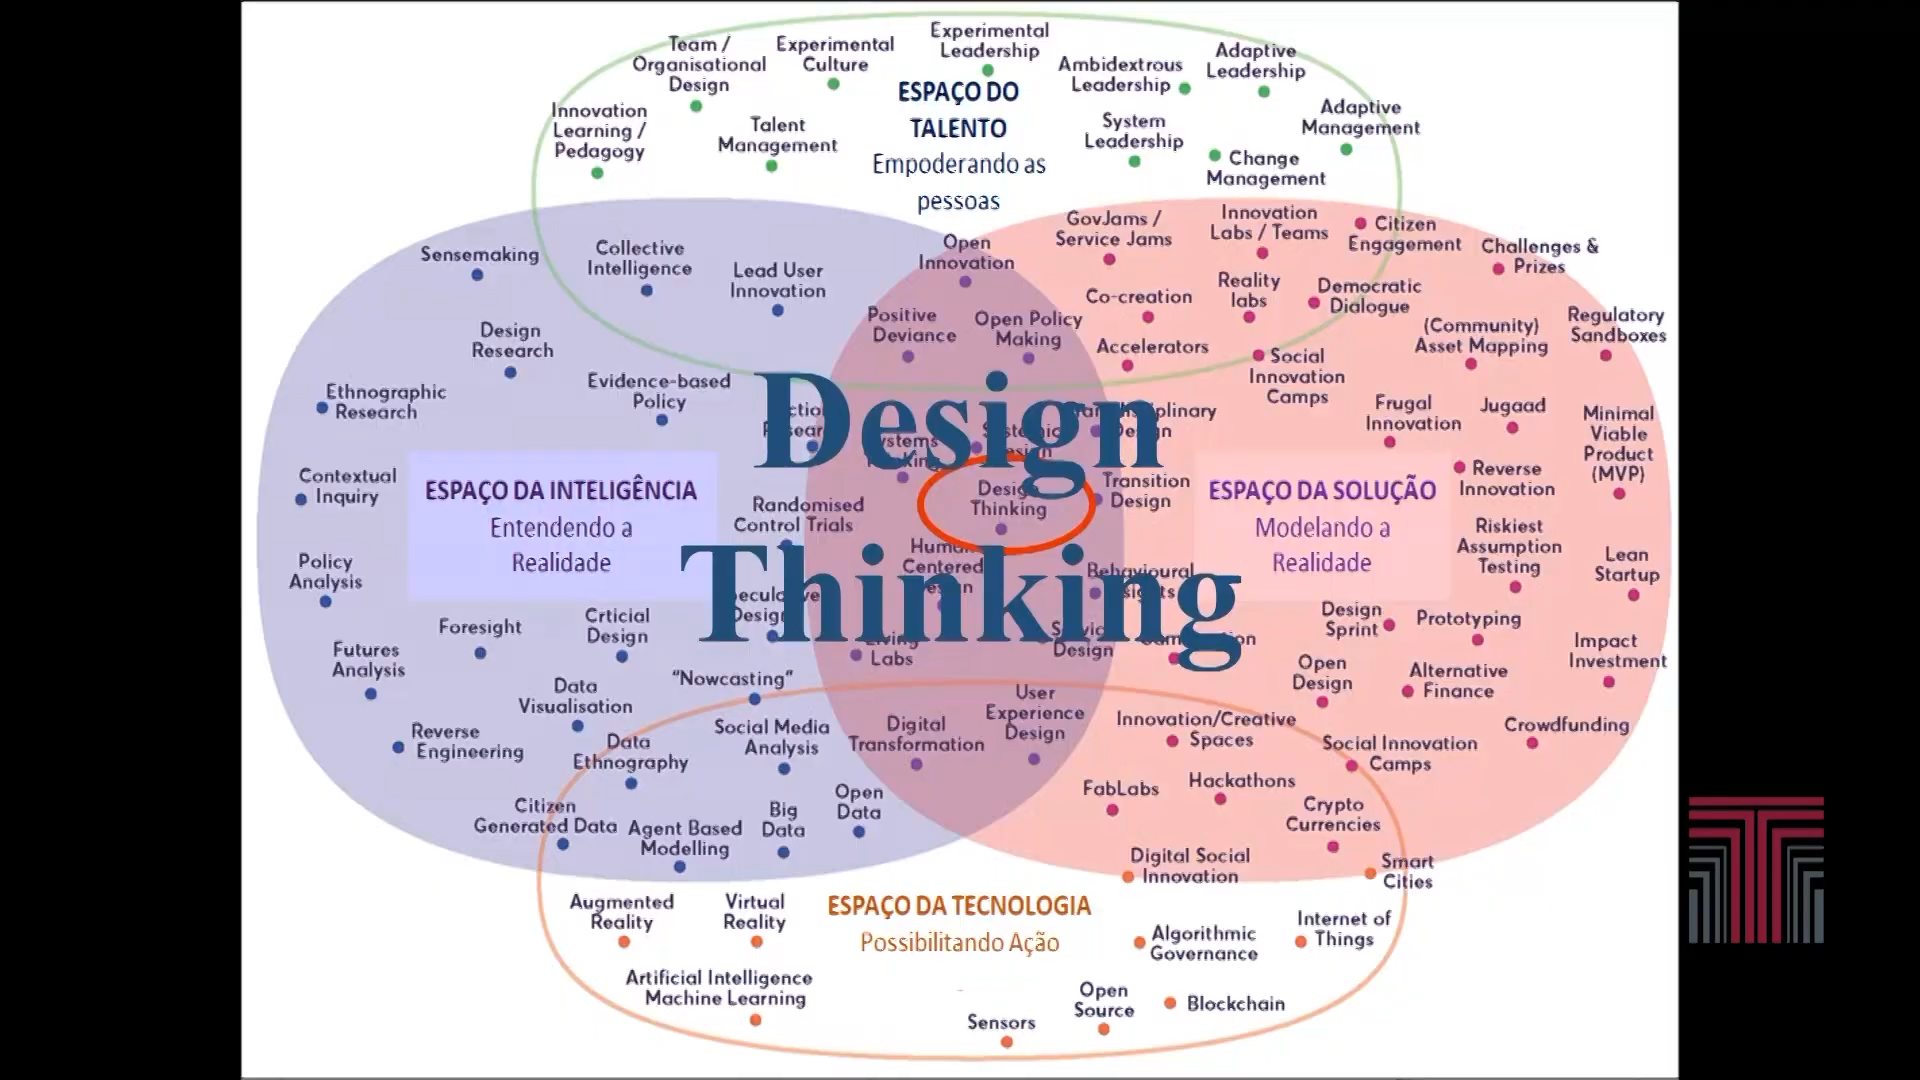 Experimental
Leadership
Team /
Organisational
Design
Experimental
Culture
Ambidextrous
Leadership
Adaptive
Leadership
ESPAÇO DO
TALENTO
Empoderando as
pessoas
Innovation
Learning /
Pedagogy
Talent
Management
System
Leadership
Adaptive
Management
Change
Management
Sensemaking
Collective
Intelligence
Lead User
Innovation
Open
Innovation
GovJams /
Service Jams
Innovation
Labs / Teams
Citizen
Engagement
Challenges &
Prizes
Co-creation
Reality
labs
Democratic
Dialogue
Positive
Deviance
Open Policy
Making
Accelerators
(Community)
Asset Mapping
Regulatory
Sandboxes
Design
Research
Social
Innovation
Camps
Ethnographic
Research
Evidence-based
Policy
Design
Thinking
Frugal
Innovation
Jugaad
Minimal
Viable
Product
(MVP)
Contextual
Inquiry
ESPAÇO DA INTELIGÊNCIA
Entendendo a
Realidade
Randomised
Control Trials
Design
Thinking
Transition
Design
ESPAÇO DA SOLUÇÃO
Modelando a
Realidade
Reverse
Innovation
Riskiest
Assumption
Testing
Lean
Startup
Policy
Analysis
Centered
Behavioural
Foresight
Crticial
Design
Labs
Design
Design
Sprint
Prototyping
Impact
Investment
Futures
Analysis
"Nowcasting"
Open
Design
Alternative
Finance
Data
Visualisation
User
Experience
Design
Reverse
Engineering
Data
Ethnography
Social Media
Analysis
Digital
Transformation
Innovation/Creative
Spaces
Social Innovation
Camps
Crowdfunding
FabLabs
Hackathons
Citizen
Generated Data
Agent Based
Modelling
Big
Data
Open
Data
Crypto
Currencies
Digital Social
Innovation
Smart
Cities
Augmented
Reality
Virtual
Reality
ESPAÇO DA TECNOLOGIA
Possibilitando Ação
Algorithmic
Governance
Internet of
Things
Artificial Intelligence
Machine Learning
Sensors
Open
Source
Blockchain